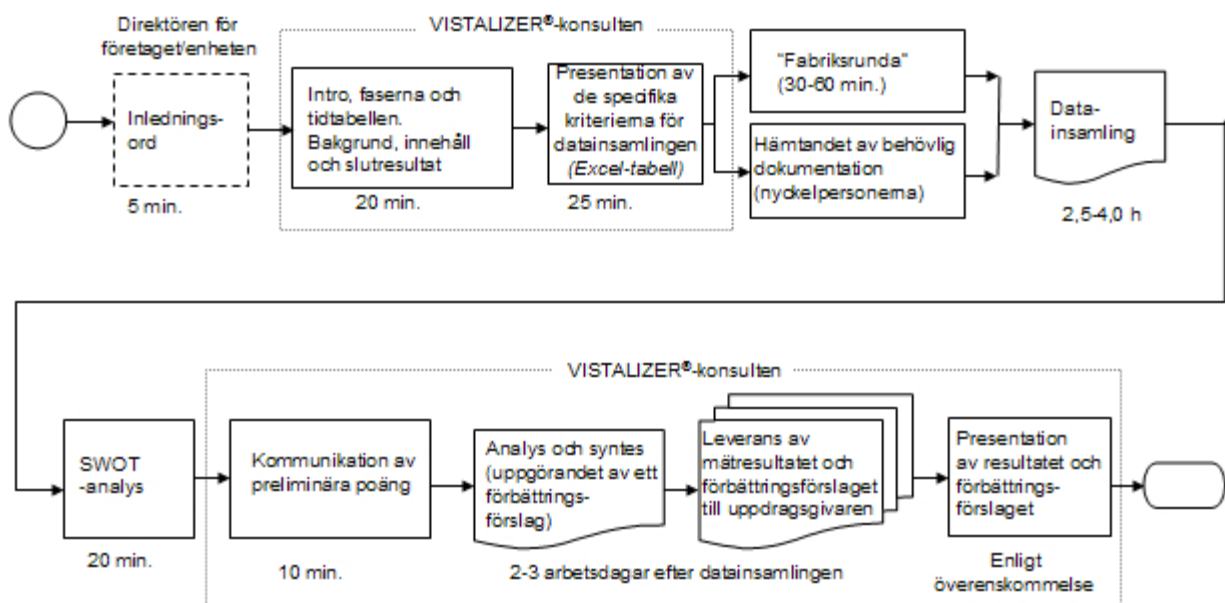 Direktören för
företaget/enheten
Inlednings-
ord
5 min.
VISTALIZER®-konsulten
Intro, faserna och
tidtabellen.
Bakgrund, innehåll
och slutresultat
20 min.
Presentation av
de specifika
kriterierna för
datainsamlingen
(Excel-tabell)
25 min.
"Fabriksrunda"
(30-60 min.)
Hämtandet av behövlig
dokumentation
(nyckelpersonerna)
Data-
insamling
2,5-4,0 h
SWOT
-analys
20 min.
VISTALIZER®-konsulten
Kommunikation av
preliminära poäng
10 min.
Analys och syntes
(uppgörandet av ett
förbättrings-
förslag)
Leverans av
mätresultatet och
förbättringsförslaget
till uppdragsgivaren
2-3 arbetsdagar efter datainsamlingen
Presentation
av resultatet och
förbättrings-
förslaget
Enligt
överenskommelse